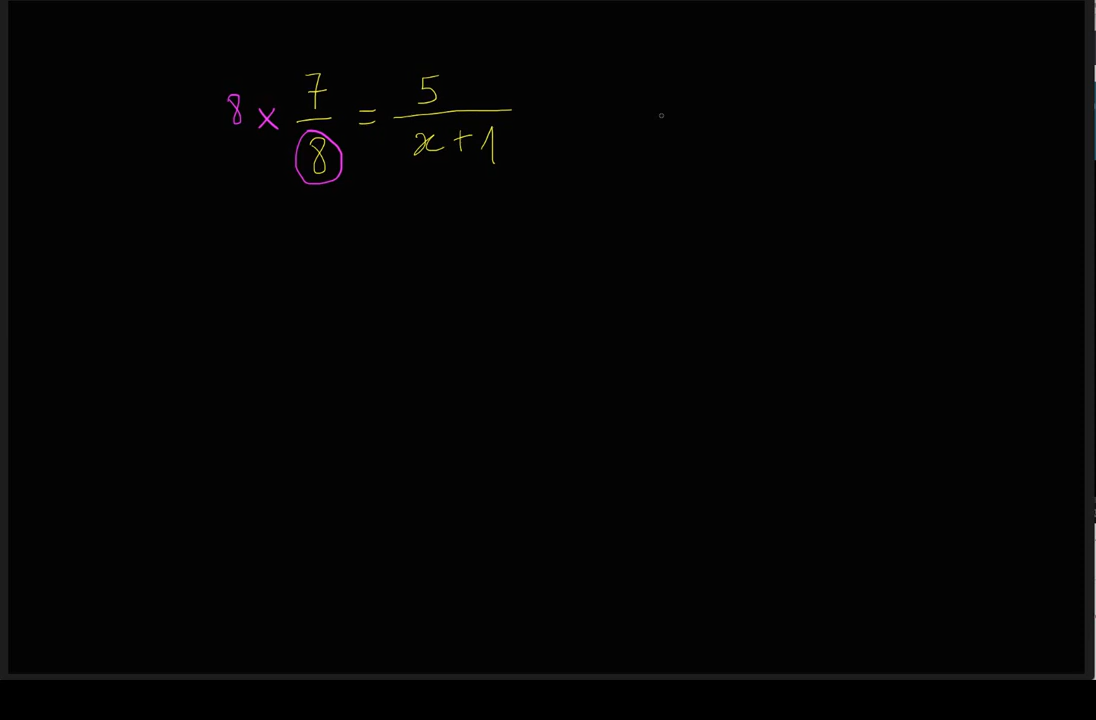 8 × 7/8 = 5/(x+1)